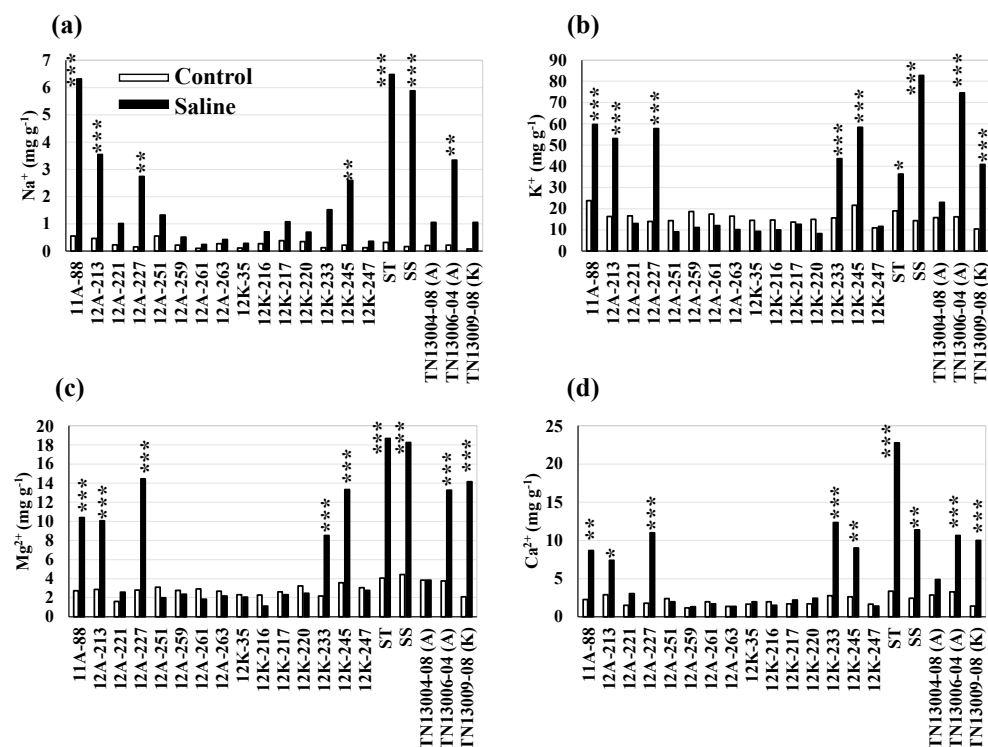 (a)
7
6
5
4
3
2
1
0
Na⁺ (mg g⁻¹)
Control
Saline
***
***
**
**
***
***
**
11A-88
12A-213
12A-221
12A-227
12A-251
12A-259
12A-261
12A-263
12K-35
12K-216
12K-217
12K-220
12K-233
12K-245
12K-247
ST
SS
TN13004-08 (A)
TN13006-04 (A)
TN13009-08 (K)
(b)
90
80
70
60
50
40
30
20
10
0
K⁺ (mg g⁻¹)
***
***
***
***
***
*
***
***
***
11A-88
12A-213
12A-221
12A-227
12A-251
12A-259
12A-261
12A-263
12K-35
12K-216
12K-217
12K-220
12K-233
12K-245
12K-247
ST
SS
TN13004-08 (A)
TN13006-04 (A)
TN13009-08 (K)
(c)
20
18
16
14
12
10
8
6
4
2
0
Mg²⁺ (mg g⁻¹)
***
***
***
***
***
***
***
***
***
11A-88
12A-213
12A-221
12A-227
12A-251
12A-259
12A-261
12A-263
12K-35
12K-216
12K-217
12K-220
12K-233
12K-245
12K-247
ST
SS
TN13004-08 (A)
TN13006-04 (A)
TN13009-08 (K)
(d)
25
20
15
10
5
0
Ca²⁺ (mg g⁻¹)
**
*
***
***
**
***
**
***
***
11A-88
12A-213
12A-221
12A-227
12A-251
12A-259
12A-261
12A-263
12K-35
12K-216
12K-217
12K-220
12K-233
12K-245
12K-247
ST
SS
TN13004-08 (A)
TN13006-04 (A)
TN13009-08 (K)